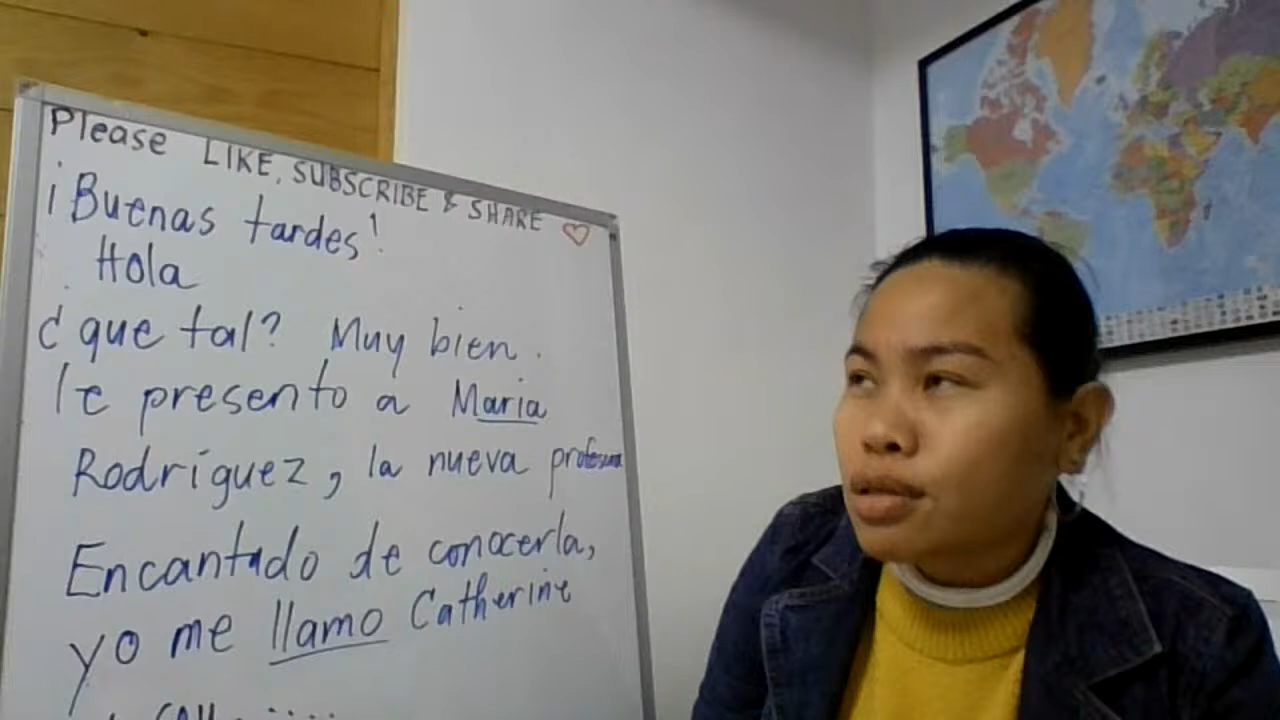 Please LIKE, SUBSCRIBE & SHARE ♡
¡Buenas tardes!
Hola
¿que tal? Muy bien.
le presento a Maria
Rodríguez, la nueva profesora
Encantado de conocerla,
yo me llamo Catherine